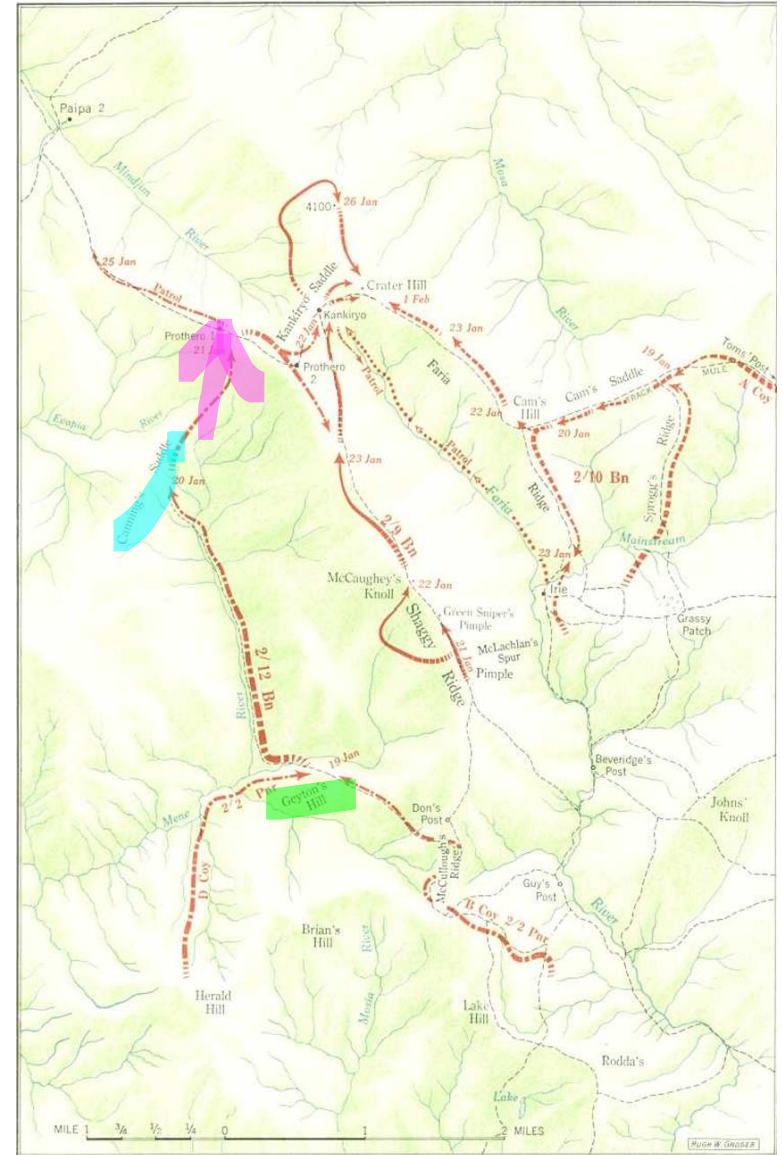 Paipa 2
Mindjim
River
Mosa
River
4100
26 Jan
25 Jan
Patrol
Kankiryo Saddle
Crater Hill
1 Feb
Kankiryo
22 Jan
23 Jan
Prothero 1
21 Jan
Prothero
2
Faria
19 Jan
Toms' Post
Cam's Saddle
MULE
TRACK
A Coy
Patrol
Cam's
Hill
22 Jan
20 Jan
Ecapia
River
Canning's Saddle
20 Jan
23 Jan
Patrol
2/10 Bn
Ridge
Sprogg's
Ridge
Faria
2/9 Bn
Mainstream
23 Jan
McCaughey's
Knoll
22 Jan
Irie
Green Sniper's
Pimple
Grassy
Patch
Shaggy
Ridge
21 Jan
McLachlan's
Spur
Pimple
2/12 Bn
River
19 Jan
Beveridge's
Post
2/2 Pnr
Geyton's
Hill
Mene
Don's
Post
Johns'
Knoll
McCullough's
Ridge
D Coy
Guy's
Post
B Coy 2/2 Pnr
River
Brian's
Hill
River
Mosia
Herald
Hill
Lake
Hill
Rodda's
Lake
MILE 1 3/4 1/2 1/4 0 1 2 MILES
HUGH W. GROSER